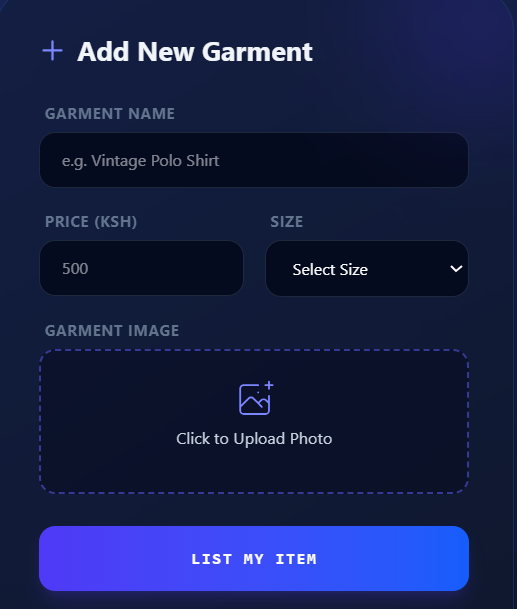 Add New Garment
GARMENT NAME
e.g. Vintage Polo Shirt
PRICE (KSH) SIZE
500 Select Size
GARMENT IMAGE
Click to Upload Photo
LIST MY ITEM